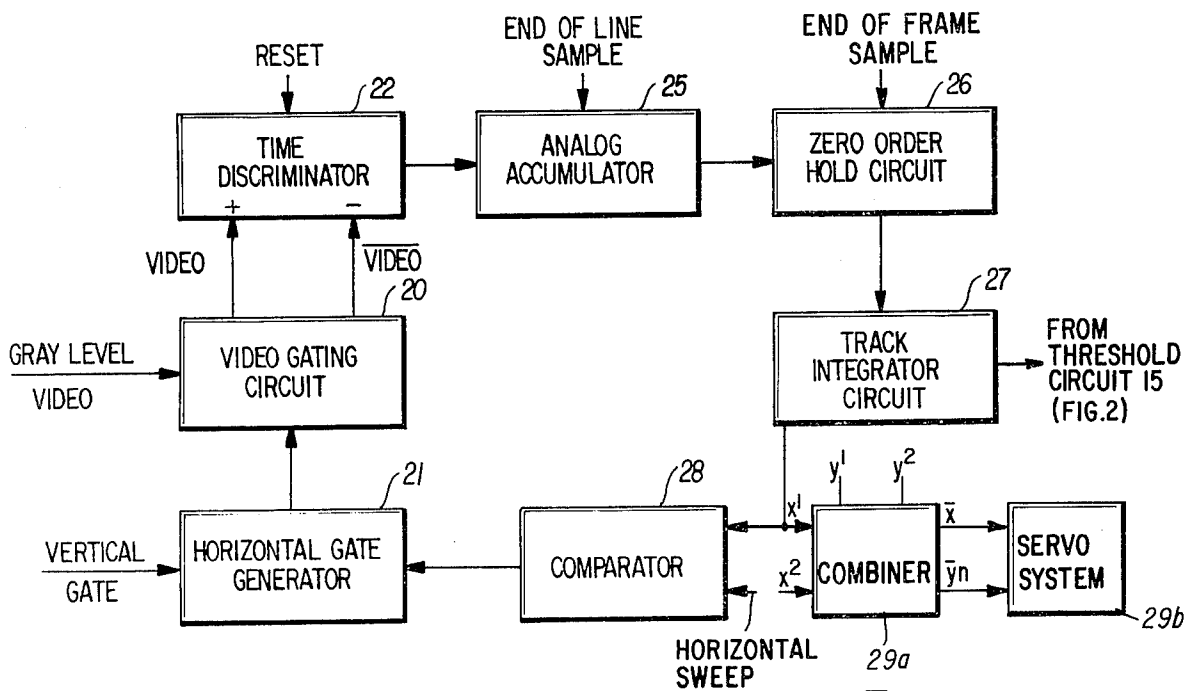 RESET
END OF LINE
SAMPLE
END OF FRAME
SAMPLE
22
25
26
TIME
DISCRIMINATOR
+ −
ANALOG
ACCUMULATOR
ZERO ORDER
HOLD CIRCUIT
VIDEO
VIDEO
20
27
GRAY LEVEL
VIDEO
VIDEO GATING
CIRCUIT
TRACK
INTEGRATOR
CIRCUIT
FROM
THRESHOLD
CIRCUIT 15
(FIG.2)
21
28
y1
y2
VERTICAL
GATE
HORIZONTAL GATE
GENERATOR
COMPARATOR
x1
x2
COMBINER
x̄
ȳn
SERVO
SYSTEM
HORIZONTAL
SWEEP
29a
29b